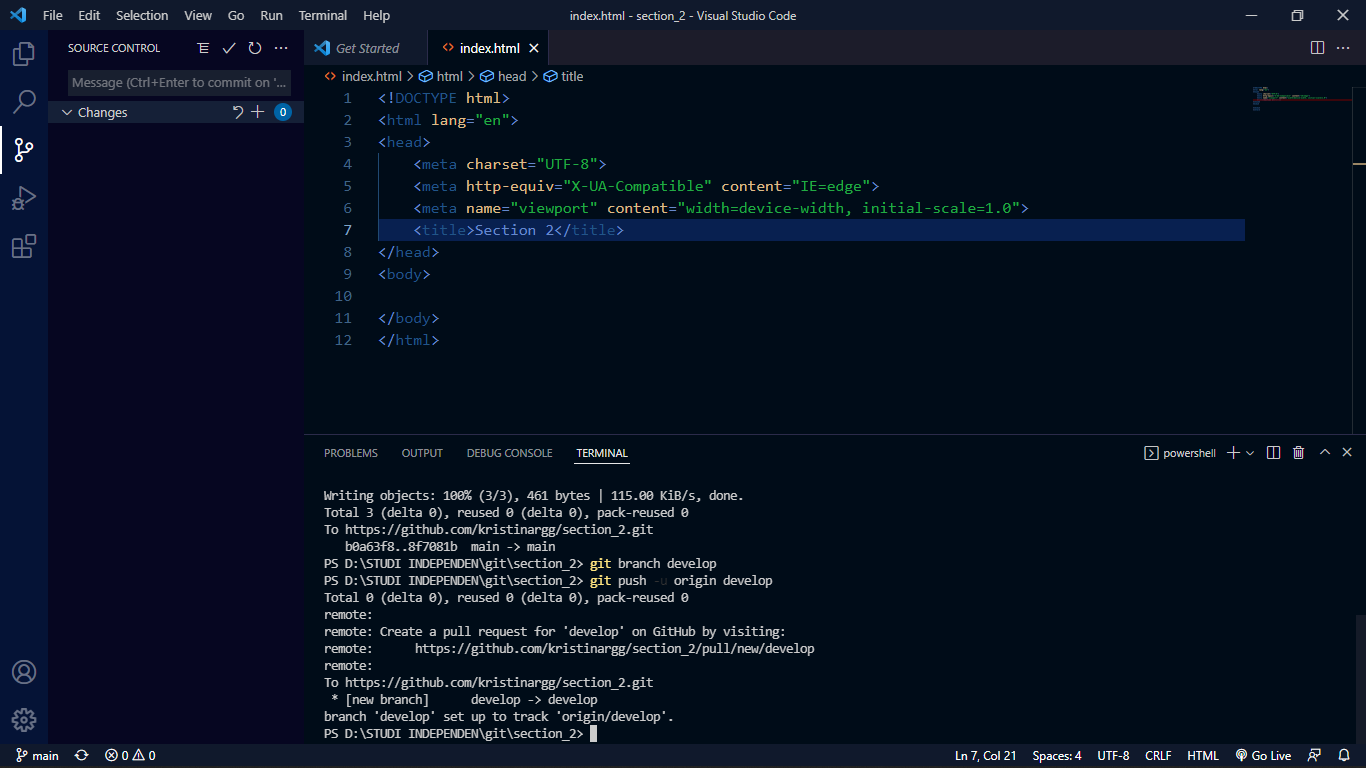 File Edit Selection View Go Run Terminal Help
index.html - section_2 - Visual Studio Code
SOURCE CONTROL
Message (Ctrl+Enter to commit on '...
Changes 0
Get Started
index.html
index.html > html > head > title
1 <!DOCTYPE html>
2 <html lang="en">
3 <head>
4 <meta charset="UTF-8">
5 <meta http-equiv="X-UA-Compatible" content="IE=edge">
6 <meta name="viewport" content="width=device-width, initial-scale=1.0">
7 <title>Section 2</title>
8 </head>
9 <body>
10
11 </body>
12 </html>
PROBLEMS OUTPUT DEBUG CONSOLE TERMINAL
powershell
Writing objects: 100% (3/3), 461 bytes | 115.00 KiB/s, done.
Total 3 (delta 0), reused 0 (delta 0), pack-reused 0
To https://github.com/kristinargg/section_2.git
b0a63f8..8f7081b main -> main
PS D:\STUDI INDEPENDEN\git\section_2> git branch develop
PS D:\STUDI INDEPENDEN\git\section_2> git push -u origin develop
Total 0 (delta 0), reused 0 (delta 0), pack-reused 0
remote:
remote: Create a pull request for 'develop' on GitHub by visiting:
remote: https://github.com/kristinargg/section_2/pull/new/develop
remote:
To https://github.com/kristinargg/section_2.git
* [new branch] develop -> develop
branch 'develop' set up to track 'origin/develop'.
PS D:\STUDI INDEPENDEN\git\section_2>
main 0 0 Ln 7, Col 21 Spaces: 4 UTF-8 CRLF HTML Go Live